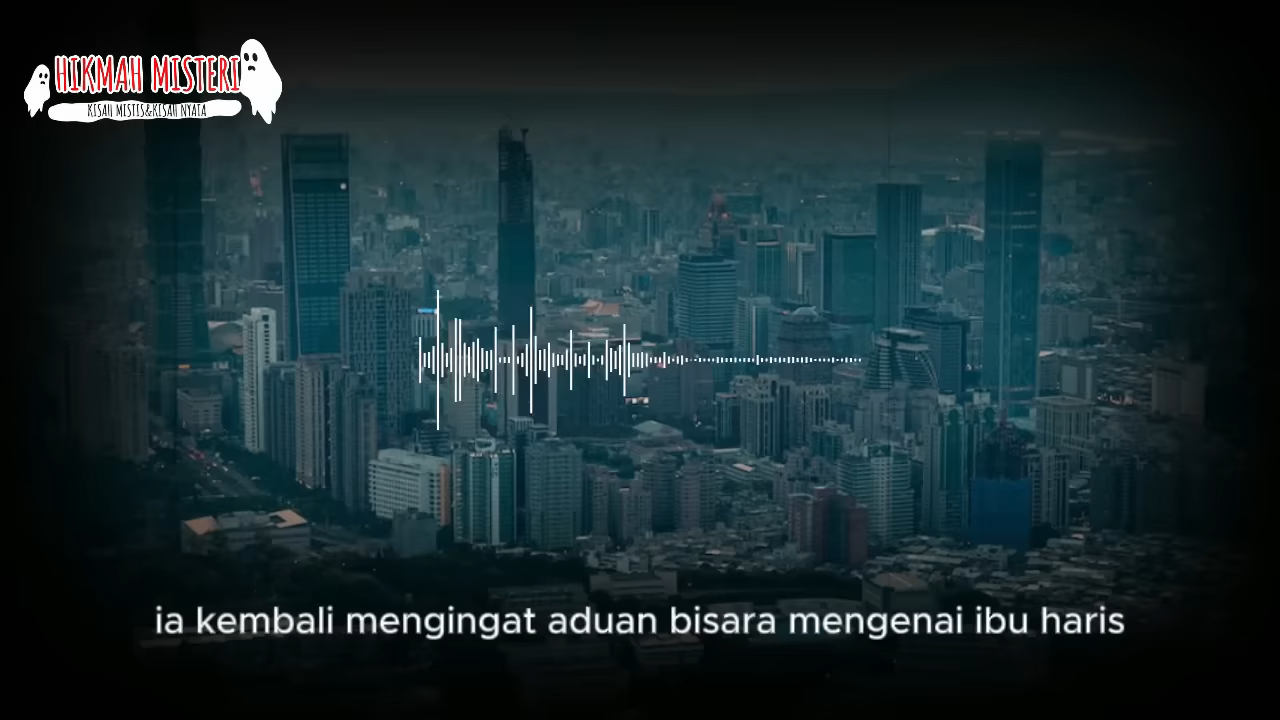 HIKMAH MISTERI
KISAH MISTIS&KISAH NYATA
ia kembali mengingat aduan bisara mengenai ibu haris